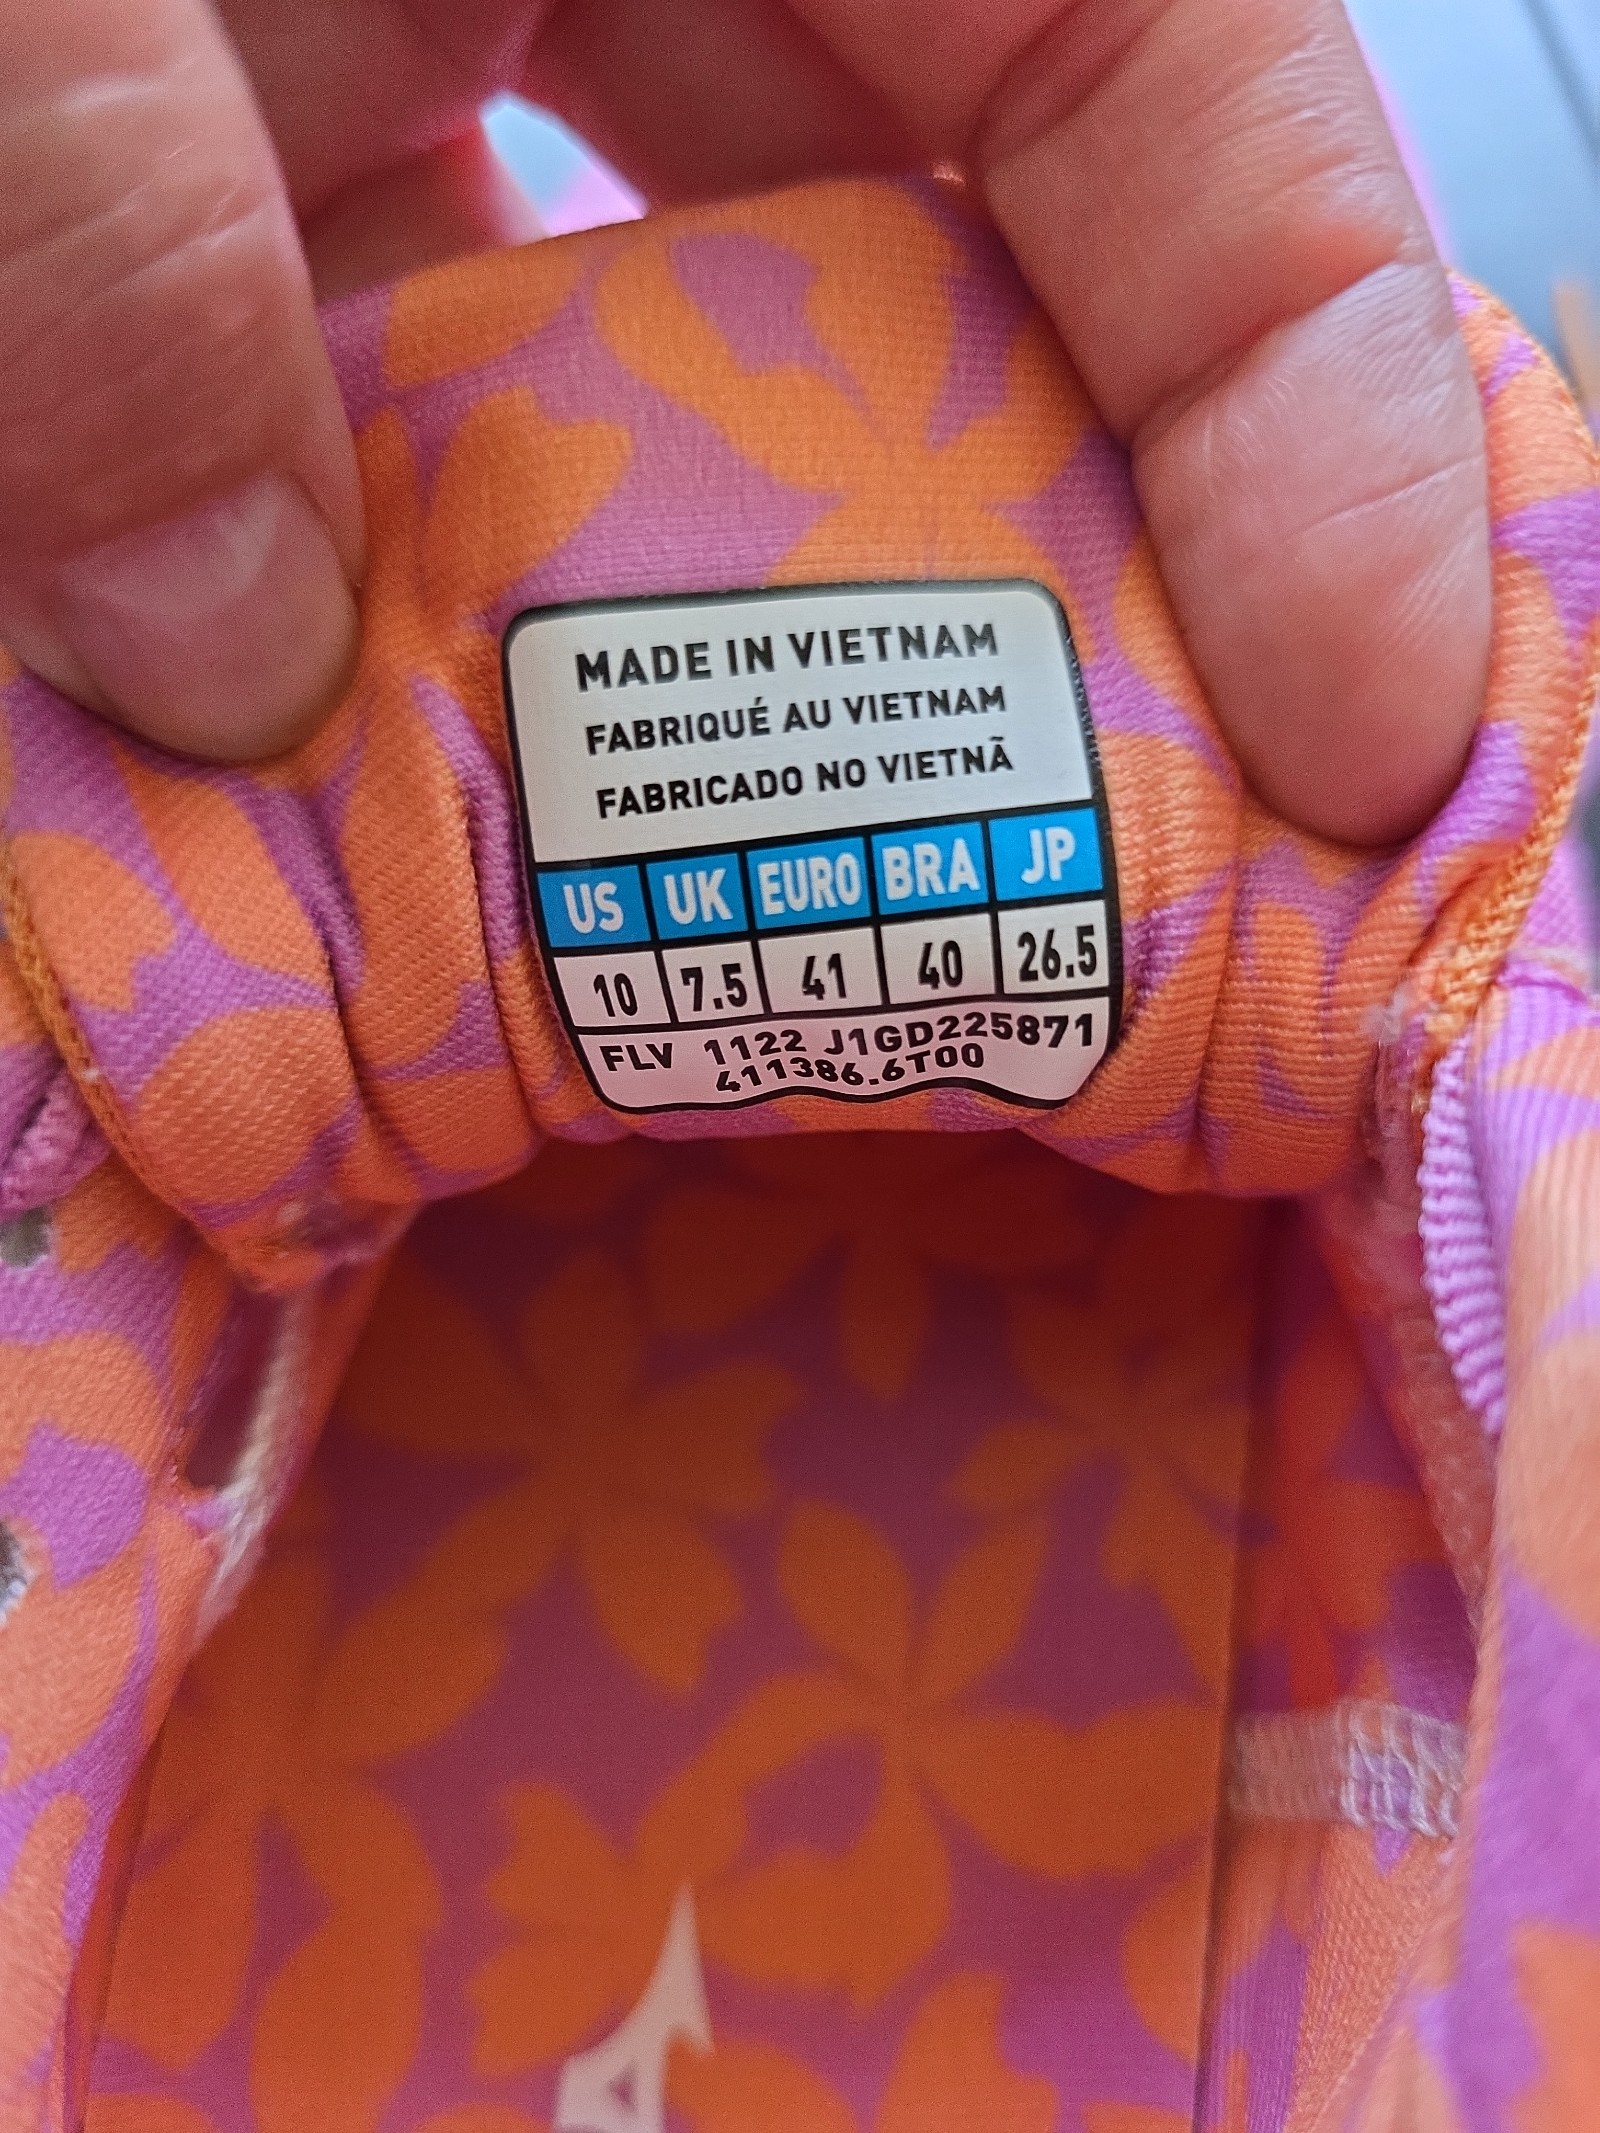 MADE IN VIETNAM
FABRIQUÉ AU VIETNAM
FABRICADO NO VIETNÃ
US UK EURO BRA JP
10 7.5 41 40 26.5
FLV 1122 J1GD225871
411386.6T00